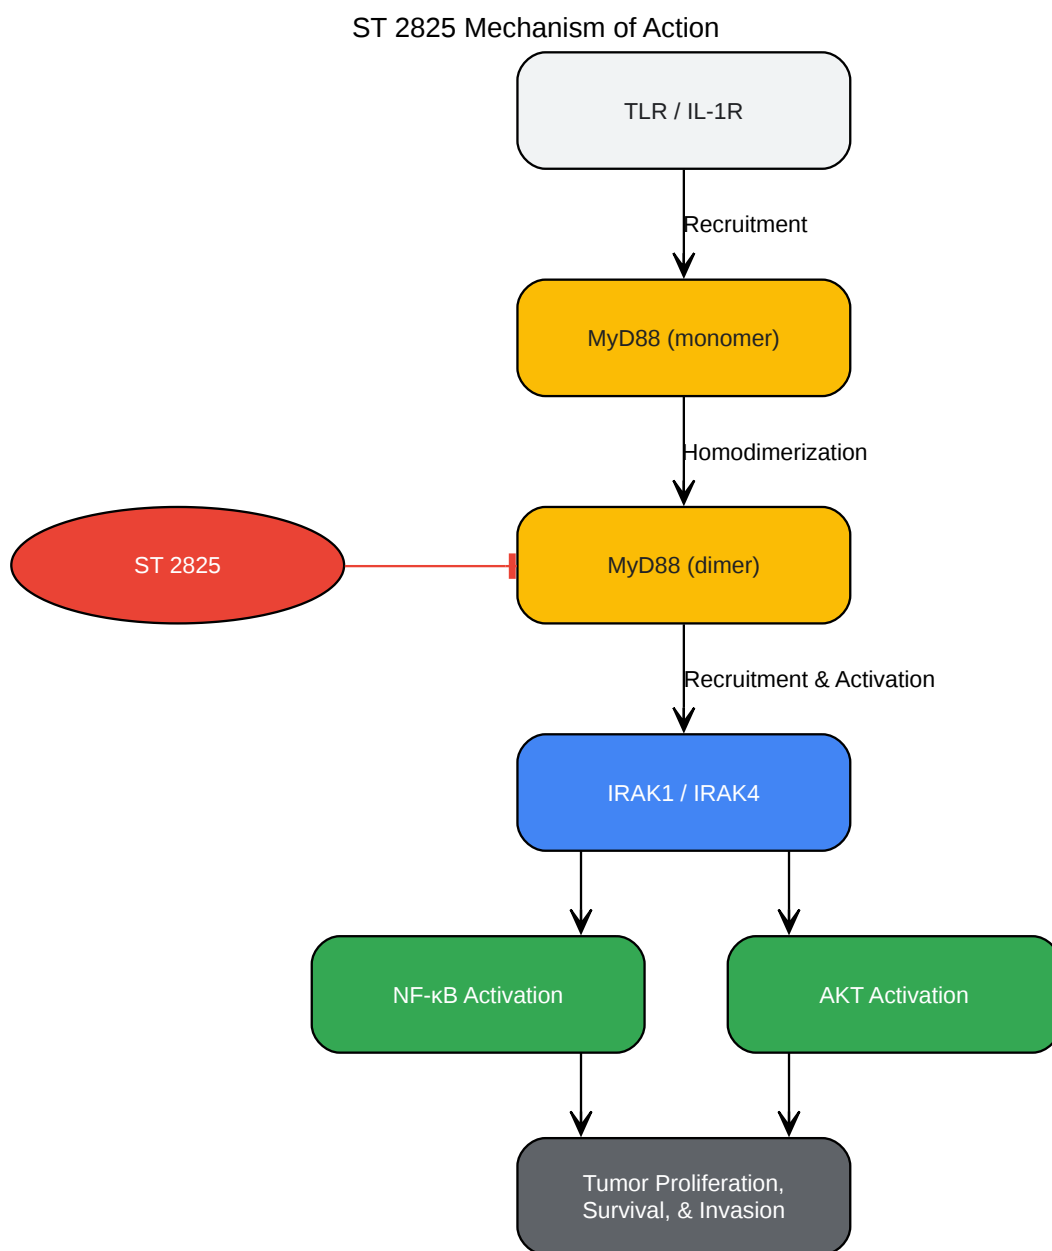 ST 2825 Mechanism of Action
TLR / IL-1R
Recruitment
MyD88 (monomer)
Homodimerization
ST 2825
MyD88 (dimer)
Recruitment & Activation
IRAK1 / IRAK4
NF-κB Activation
AKT Activation
Tumor Proliferation,
Survival, & Invasion